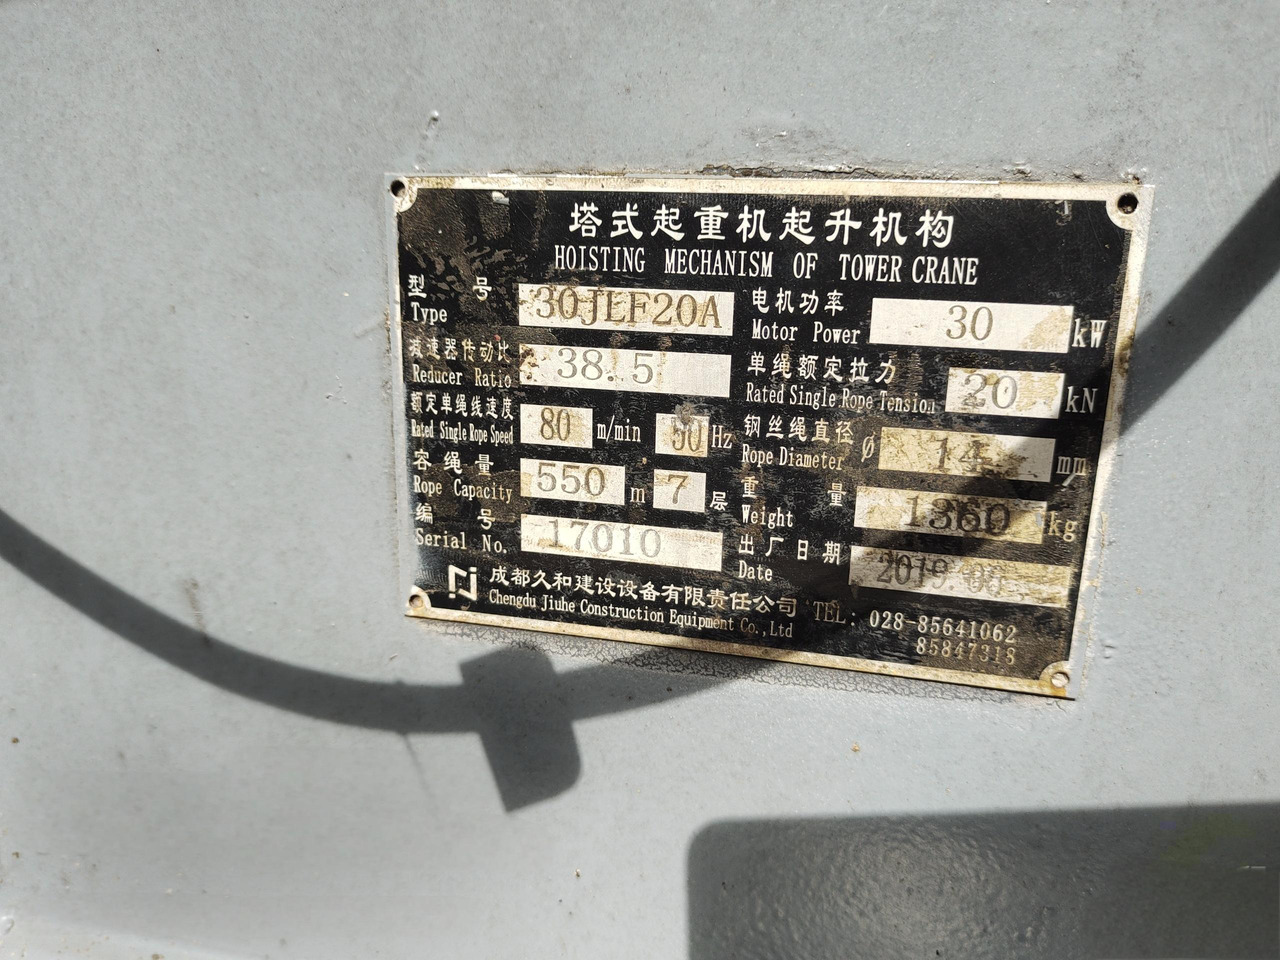 塔式起重机起升机构
HOISTING MECHANISM OF TOWER CRANE
型号 30JLF20A 电机功率 30 kW
Type Motor Power
减速器传动比 38.5 单绳额定拉力 20 kN
Reducer Ratio Rated Single Rope Tension
额定单绳线速度 80 m/min 50 Hz 钢丝绳直径 Ø 14 mm
Rated Single Rope Speed Rope Diameter
容绳量 550 m 7 层 重量 1360 kg
Rope Capacity Weight
编号 17010 出厂日期 2019
Serial No. Date
成都久和建设设备有限责任公司 TEL: 028-85641062
Chengdu Jiuhe Construction Equipment Co.,Ltd 85847318